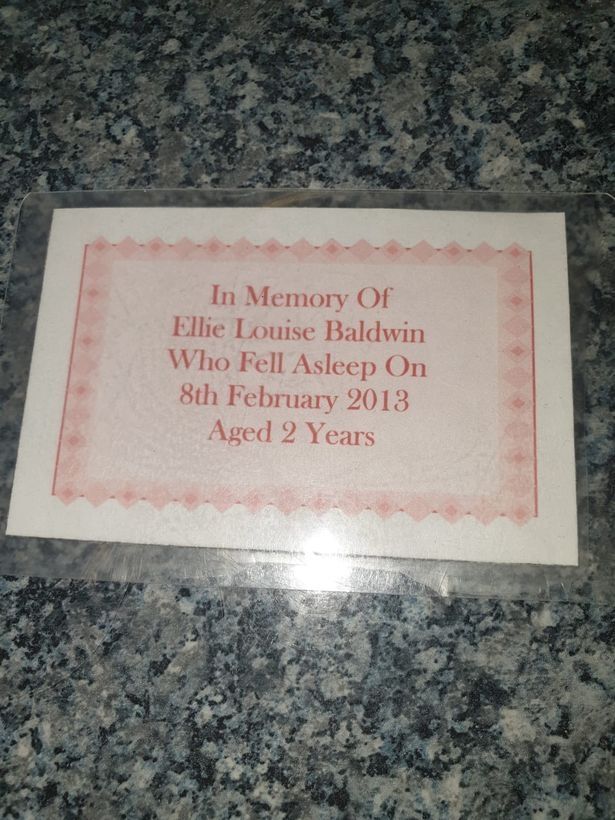 In Memory Of
Ellie Louise Baldwin
Who Fell Asleep On
8th February 2013
Aged 2 Years